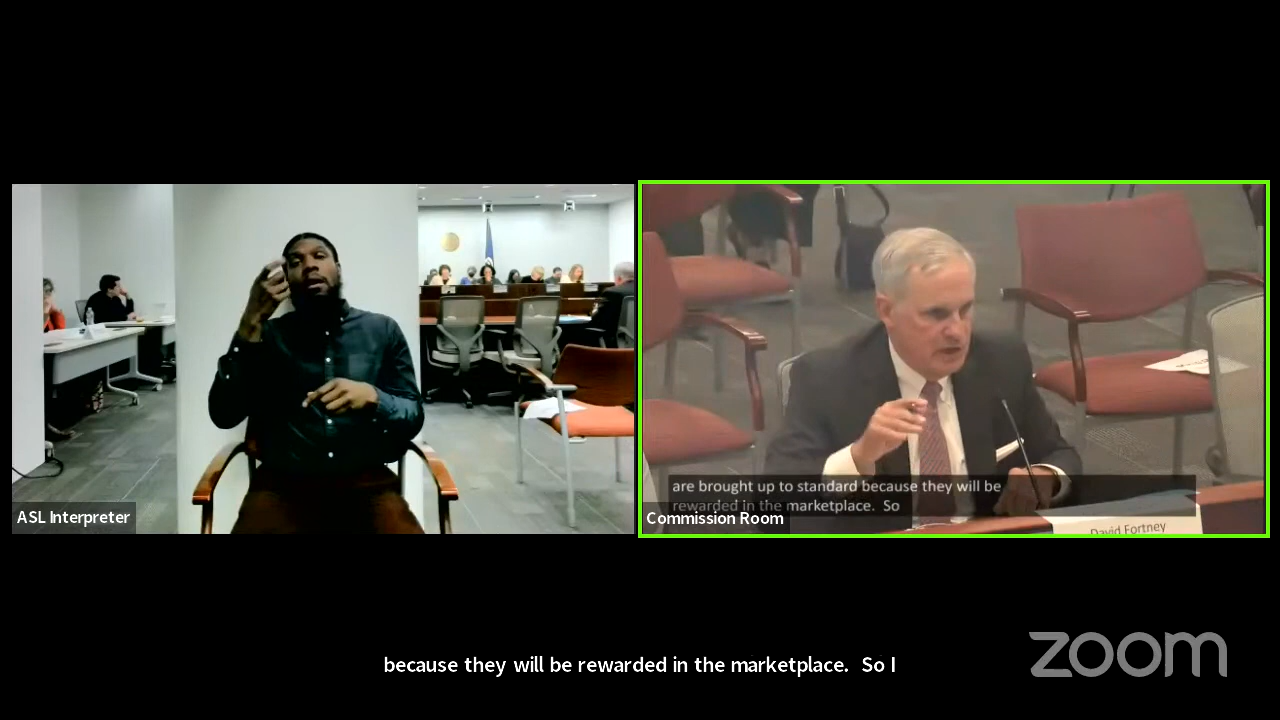 ASL Interpreter
are brought up to standard because they will be
rewarded in the marketplace.  So
Commission Room
David Fortney
because they will be rewarded in the marketplace.  So I
zoom